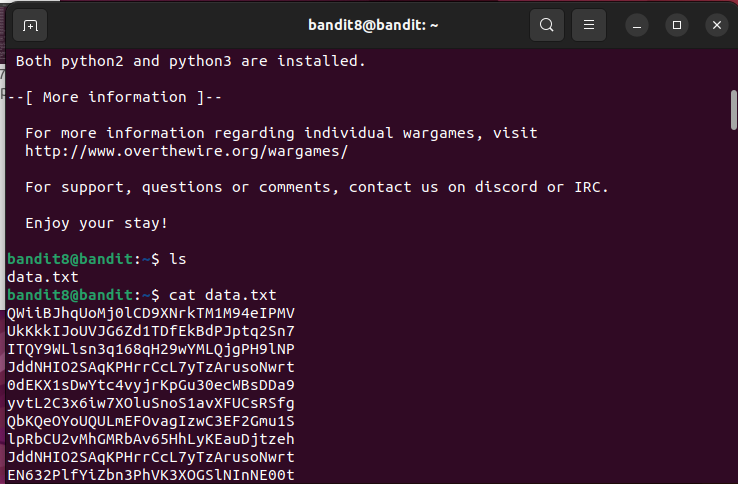 bandit8@bandit: ~
Both python2 and python3 are installed.
--[ More information ]--
For more information regarding individual wargames, visit
http://www.overthewire.org/wargames/
For support, questions or comments, contact us on discord or IRC.
Enjoy your stay!
bandit8@bandit:~$ ls
data.txt
bandit8@bandit:~$ cat data.txt
QWiiBJhqUoMj0lCD9XNrkTM1M94eIPMV
UkKkkIJoUVJG6Zd1TDfEkBdPJptq2Sn7
ITQY9WLlsn3q168qH29wYMLQjgPH9lNP
JddNHIO2SAqKPHrrCcL7yTzArusoNwrt
0dEKX1sDwYtc4vyjrKpGu30ecWBsDDa9
yvtL2C3x6iw7XOluSnoS1avXFUCsRSfg
QbKQeOYoUQULmEFOvagIzwC3EF2Gmu1S
lpRbCU2vMhGMRbAv65HhLyKEauDjtzeh
JddNHIO2SAqKPHrrCcL7yTzArusoNwrt
EN632PlfYiZbn3PhVK3XOGSlNInNE00t